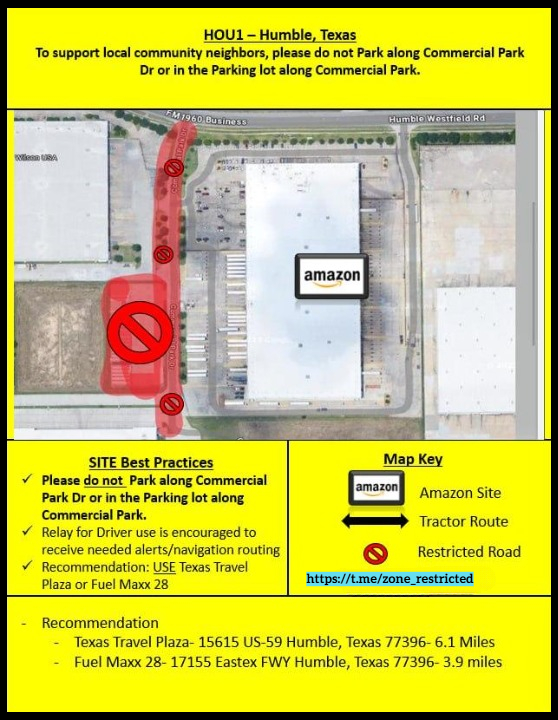 HOU1 – Humble, Texas
To support local community neighbors, please do not Park along Commercial Park
Dr or in the Parking lot along Commercial Park.
FM1960 Business
Humble Westfield Rd
Wilson USA
amazon
SITE Best Practices
✓ Please do not Park along Commercial
Park Dr or in the Parking lot along
Commercial Park.
✓ Relay for Driver use is encouraged to
receive needed alerts/navigation routing
✓ Recommendation: USE Texas Travel
Plaza or Fuel Maxx 28
Map Key
amazon
Amazon Site
Tractor Route
Restricted Road
https://t.me/zone_restricted
- Recommendation
- Texas Travel Plaza- 15615 US-59 Humble, Texas 77396- 6.1 Miles
- Fuel Maxx 28- 17155 Eastex FWY Humble, Texas 77396- 3.9 miles